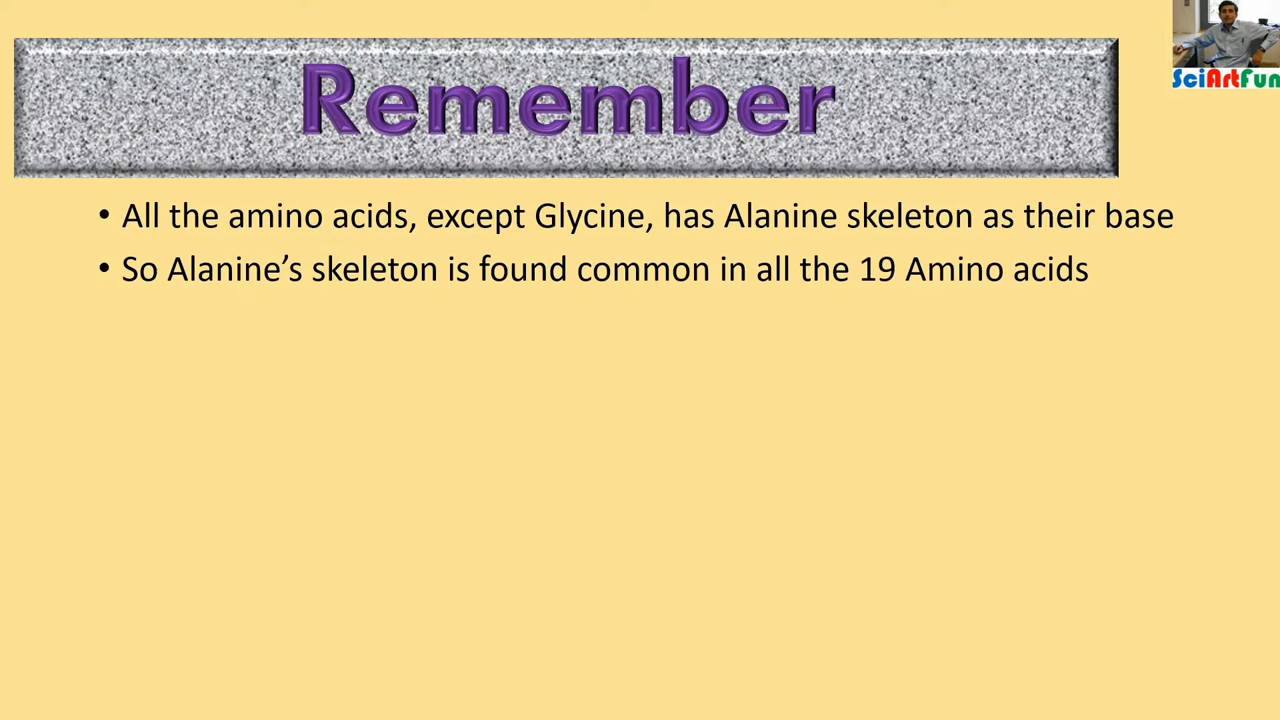 SciArtFun
Remember
• All the amino acids, except Glycine, has Alanine skeleton as their base
• So Alanine’s skeleton is found common in all the 19 Amino acids